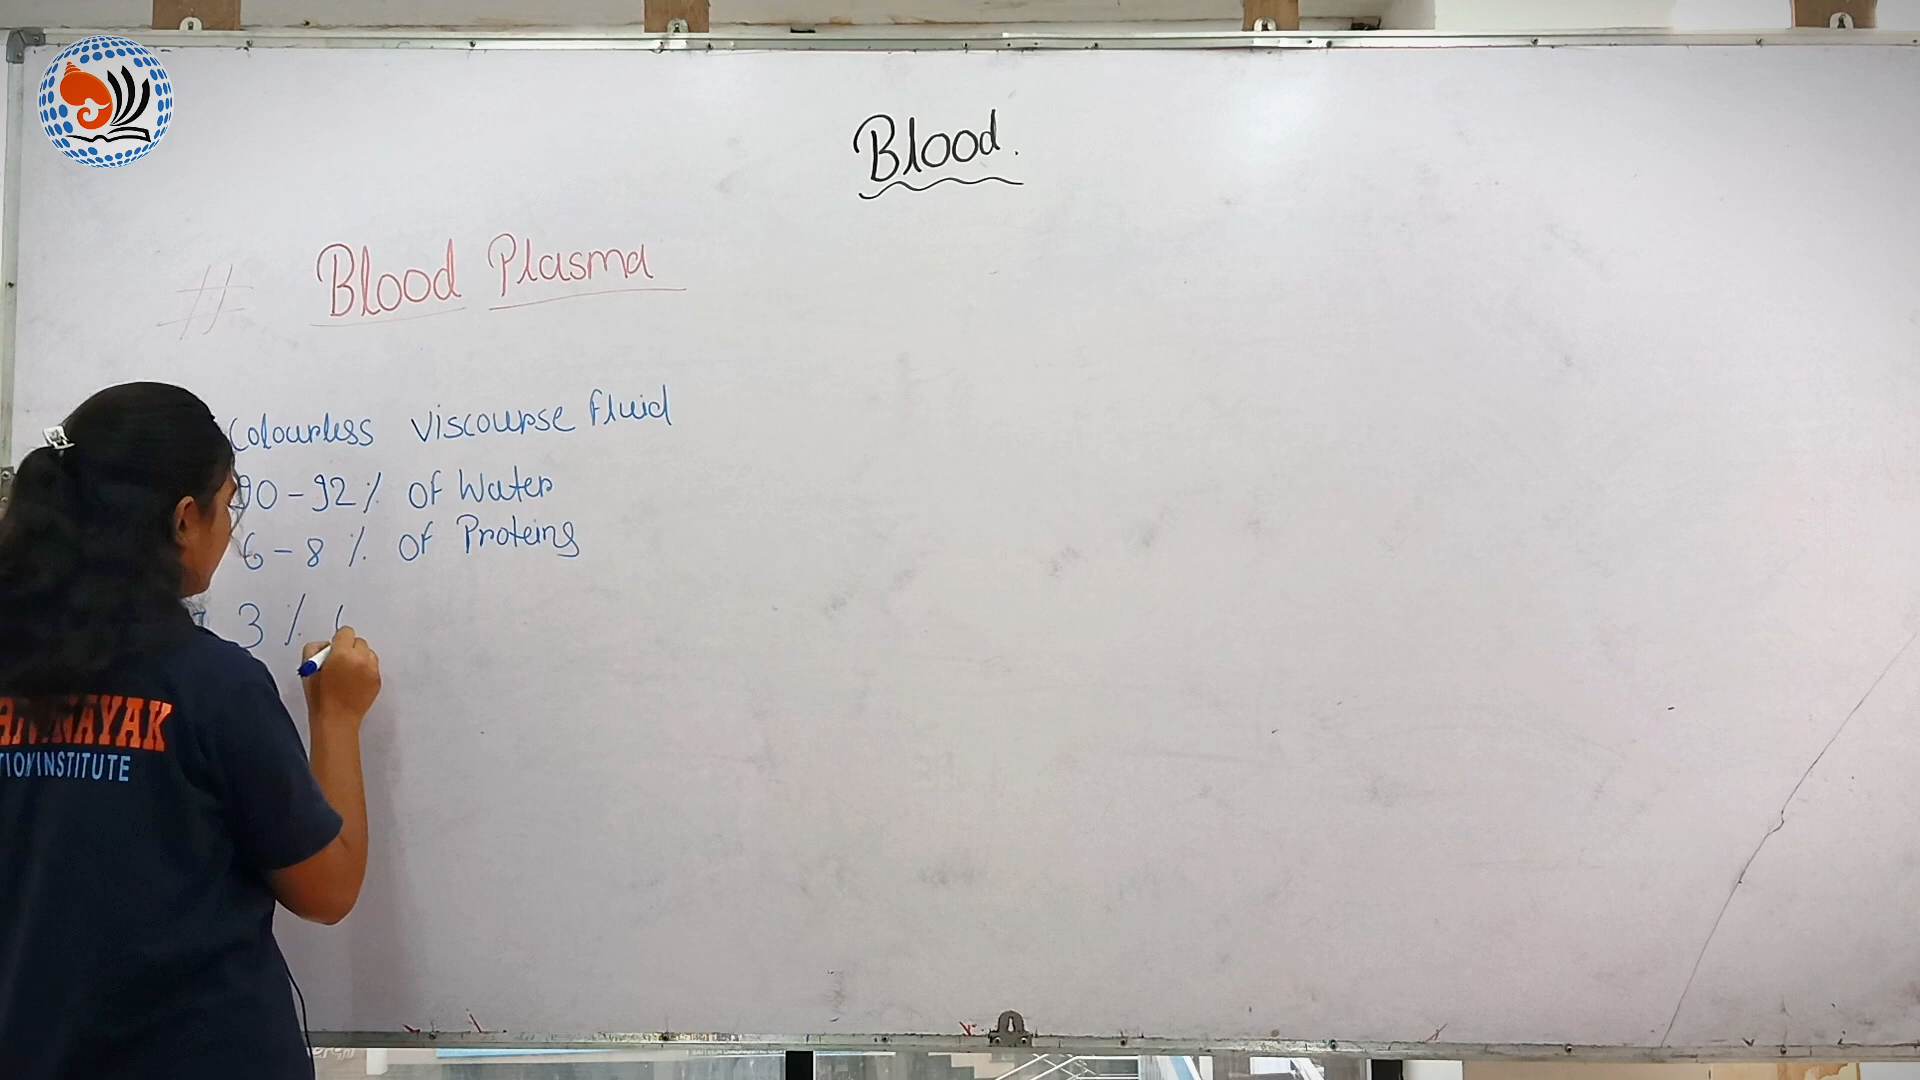 Blood.
# Blood Plasma
Colourless Viscourse fluid
90-92% of Water
6-8% of Proteins
3%
NAYAK
INSTITUTE